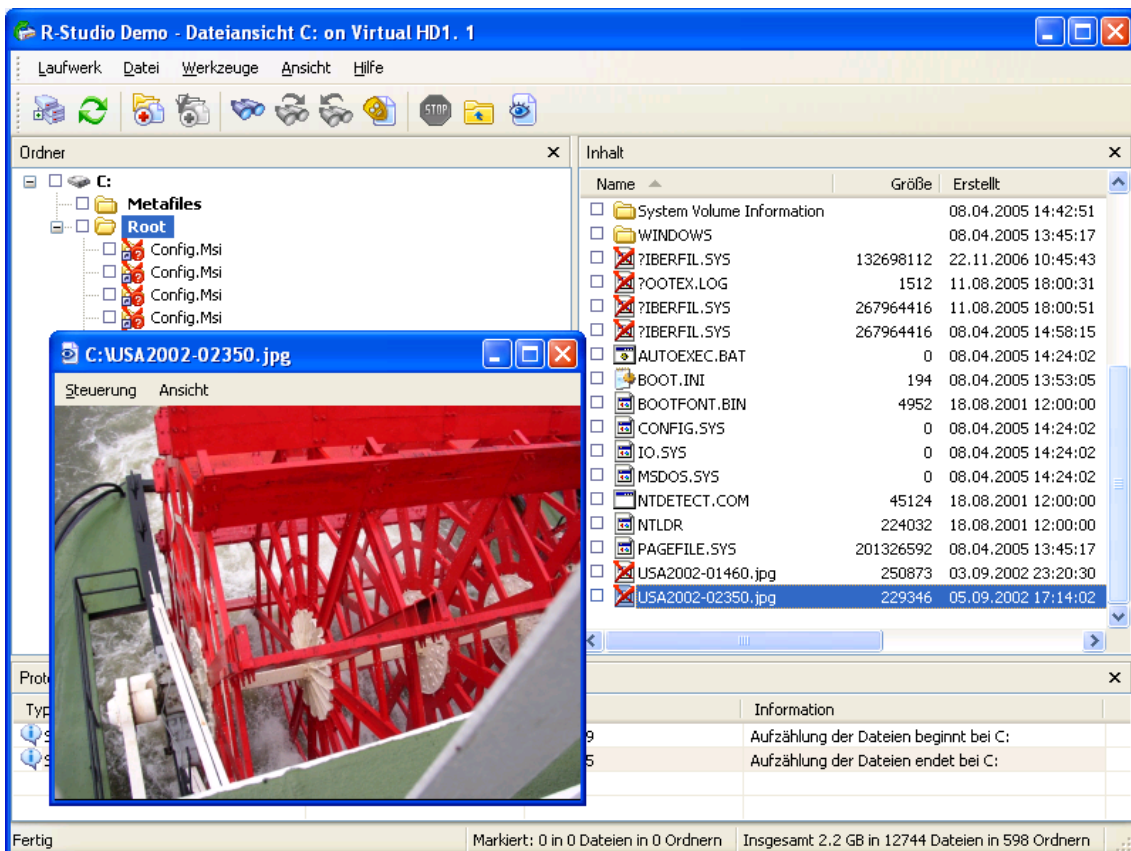 R-Studio Demo - Dateiansicht C: on Virtual HD1. 1
Laufwerk Datei Werkzeuge Ansicht Hilfe
STOP
Ordner
C:
Metafiles
Root
Config.Msi
Config.Msi
Config.Msi
Config.Msi
Inhalt
Name Größe Erstellt
System Volume Information 08.04.2005 14:42:51
WINDOWS 08.04.2005 13:45:17
?IBERFIL.SYS 132698112 22.11.2006 10:45:43
?OOTEX.LOG 1512 11.08.2005 18:00:31
?IBERFIL.SYS 267964416 11.08.2005 18:00:51
?IBERFIL.SYS 267964416 08.04.2005 14:58:15
AUTOEXEC.BAT 0 08.04.2005 14:24:02
BOOT.INI 194 08.04.2005 13:53:05
BOOTFONT.BIN 4952 18.08.2001 12:00:00
CONFIG.SYS 0 08.04.2005 14:24:02
IO.SYS 0 08.04.2005 14:24:02
MSDOS.SYS 0 08.04.2005 14:24:02
NTDETECT.COM 45124 18.08.2001 12:00:00
NTLDR 224032 18.08.2001 12:00:00
PAGEFILE.SYS 201326592 08.04.2005 13:45:17
USA2002-01460.jpg 250873 03.09.2002 23:20:30
USA2002-02350.jpg 229346 05.09.2002 17:14:02
C:\USA2002-02350.jpg
Steuerung Ansicht
Information
9 Aufzählung der Dateien beginnt bei C:
5 Aufzählung der Dateien endet bei C:
Fertig Markiert: 0 in 0 Dateien in 0 Ordnern Insgesamt 2.2 GB in 12744 Dateien in 598 Ordnern